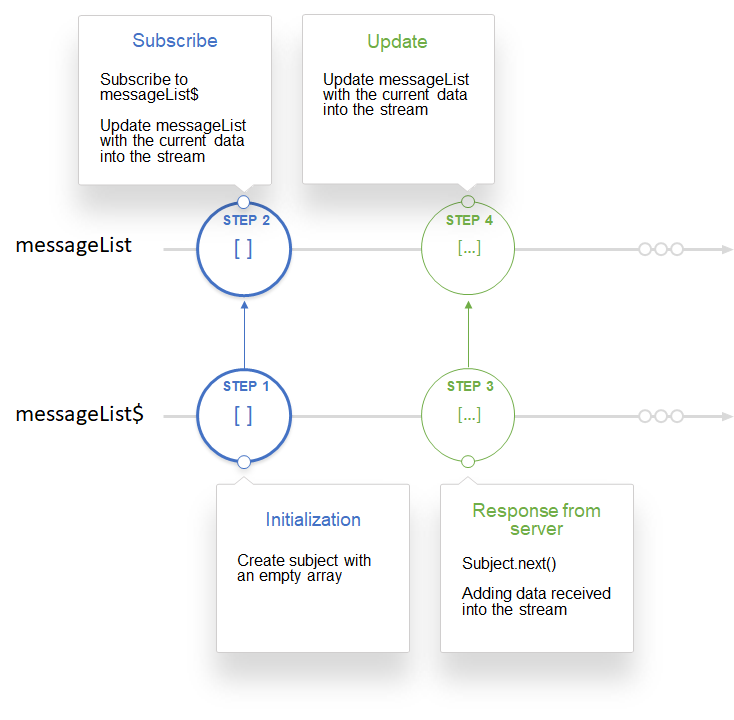 Subscribe
Subscribe to
messageList$
Update messageList
with the current data
into the stream
Update
Update messageList
with the current data
into the stream
STEP 2
[ ]
STEP 4
[...]
messageList
STEP 1
[ ]
STEP 3
[...]
messageList$
Initialization
Create subject with
an empty array
Response from
server
Subject.next()
Adding data received
into the stream